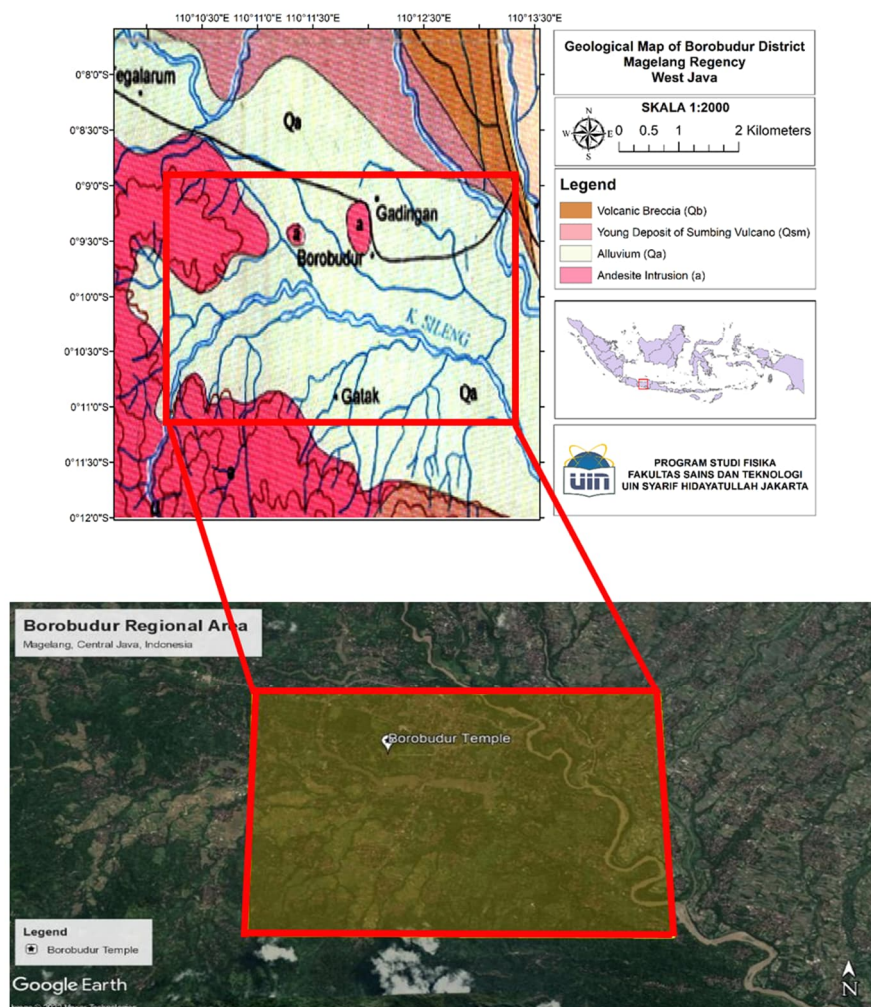 110°10'30"E 110°11'0"E 110°11'30"E 110°12'30"E 110°13'30"E
0°8'0"S
0°8'30"S
0°9'0"S
0°9'30"S
0°10'0"S
0°10'30"S
0°11'0"S
0°11'30"S
0°12'0"S
egalarum
Qa
Gadingan
a
a
Borobudur
K. SILENG
Gatak
Qa
a
Geological Map of Borobudur District
Magelang Regency
West Java
SKALA 1:2000
N
W E
S
0 0.5 1 2 Kilometers
Legend
Volcanic Breccia (Qb)
Young Deposit of Sumbing Vulcano (Qsm)
Alluvium (Qa)
Andesite Intrusion (a)
UIN
PROGRAM STUDI FISIKA
FAKULTAS SAINS DAN TEKNOLOGI
UIN SYARIF HIDAYATULLAH JAKARTA
Borobudur Regional Area
Magelang, Central Java, Indonesia
Borobudur Temple
Legend
Borobudur Temple
Google Earth
N